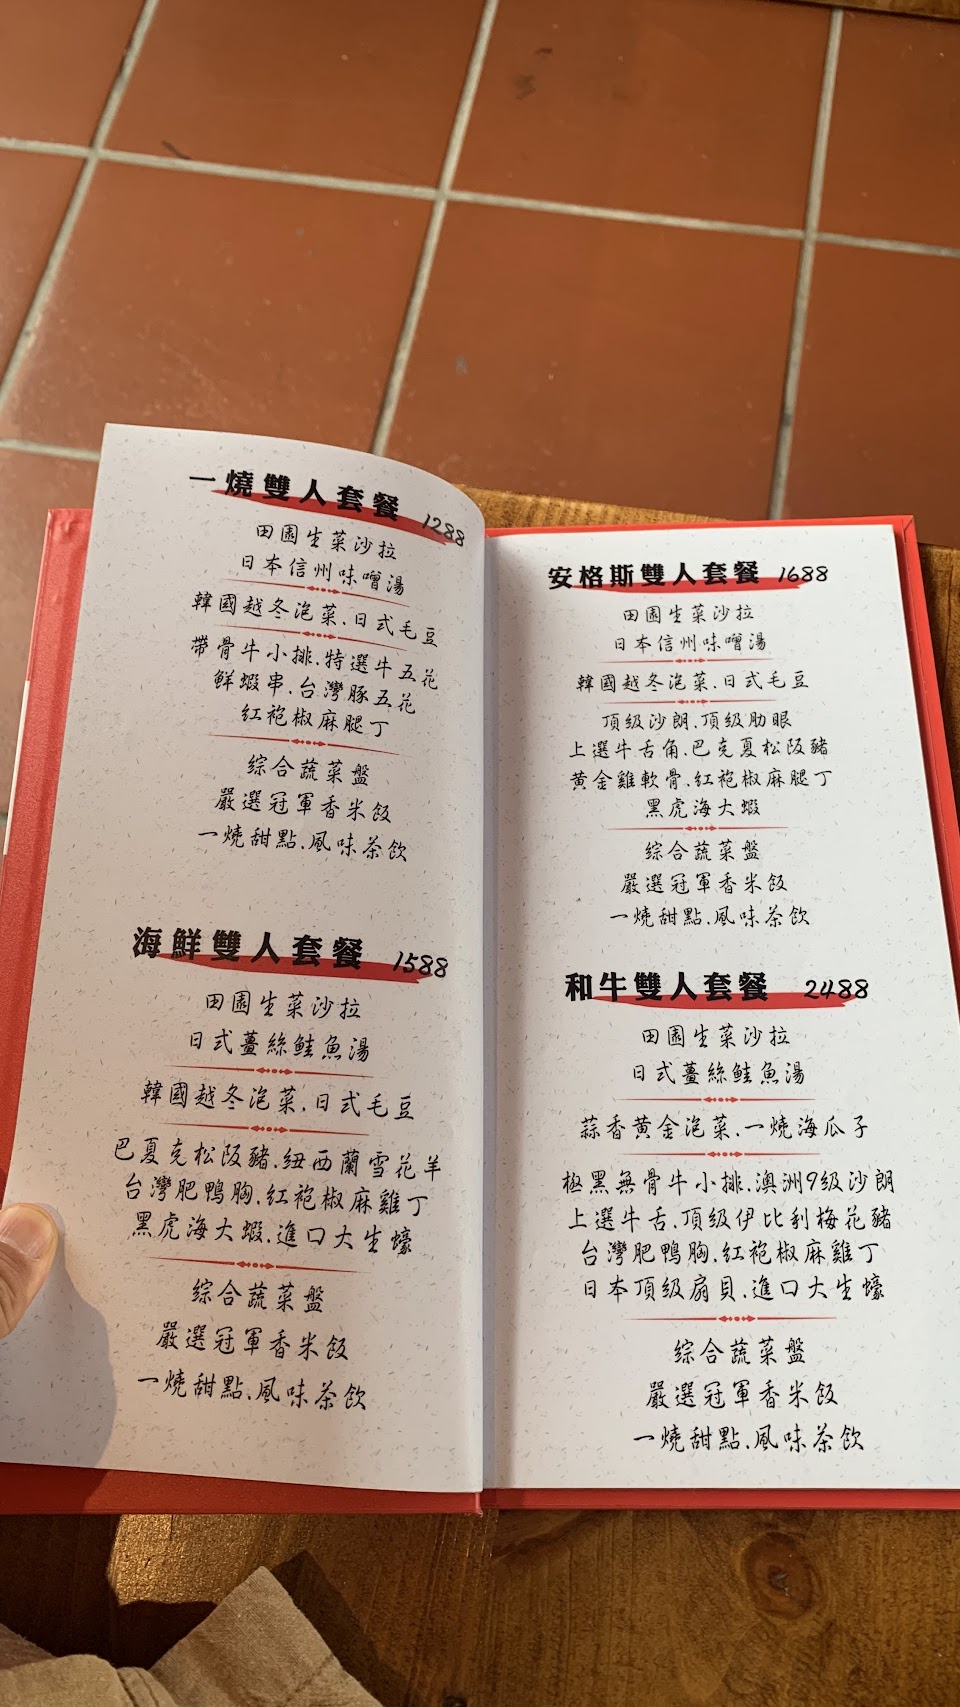 一燒雙人套餐 1288
田園生菜沙拉
日本信州味噌湯
韓國越冬泡菜.日式毛豆
帶骨牛小排.特選牛五花
鮮蝦串.台灣豚五花
紅袍椒麻腿丁
綜合蔬菜盤
嚴選冠軍香米飯
一燒甜點.風味茶飲
海鮮雙人套餐 1588
田園生菜沙拉
日式薑絲鮭魚湯
韓國越冬泡菜.日式毛豆
巴夏克松阪豬.紐西蘭雪花羊
台灣肥鴨胸.紅袍椒麻雞丁
黑虎海大蝦.進口大生蠔
綜合蔬菜盤
嚴選冠軍香米飯
一燒甜點.風味茶飲
安格斯雙人套餐 1688
田園生菜沙拉
日本信州味噌湯
韓國越冬泡菜.日式毛豆
頂級沙朗.頂級肋眼
上選牛舌角.巴克夏松阪豬
黃金雞軟骨.紅袍椒麻腿丁
黑虎海大蝦
綜合蔬菜盤
嚴選冠軍香米飯
一燒甜點.風味茶飲
和牛雙人套餐 2488
田園生菜沙拉
日式薑絲鮭魚湯
蒜香黃金泡菜.一燒海瓜子
極黑無骨牛小排.澳洲9級沙朗
上選牛舌.頂級伊比利梅花豬
台灣肥鴨胸.紅袍椒麻雞丁
日本頂級扇貝.進口大生蠔
綜合蔬菜盤
嚴選冠軍香米飯
一燒甜點.風味茶飲